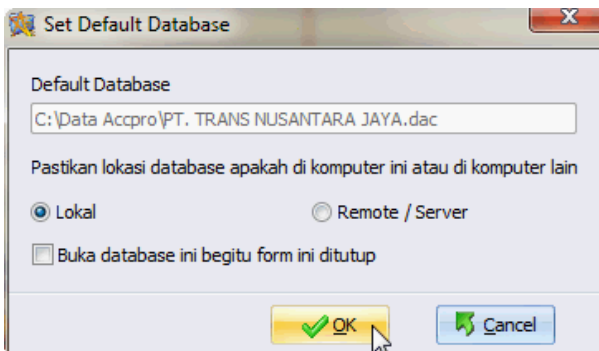 Set Default Database
Default Database
C:\Data Accpro\PT. TRANS NUSANTARA JAYA.dac
Pastikan lokasi database apakah di komputer ini atau di komputer lain
Lokal Remote / Server
Buka database ini begitu form ini ditutup
OK Cancel